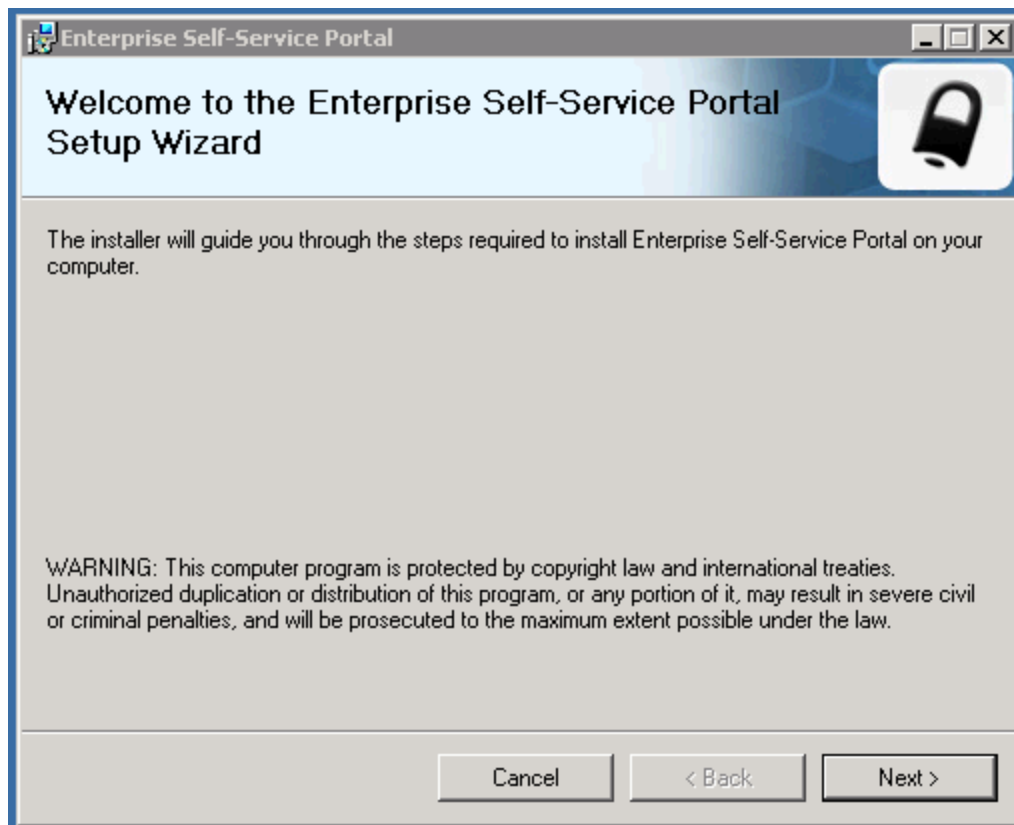 Enterprise Self-Service Portal
Welcome to the Enterprise Self-Service Portal
Setup Wizard
The installer will guide you through the steps required to install Enterprise Self-Service Portal on your
computer.
WARNING: This computer program is protected by copyright law and international treaties.
Unauthorized duplication or distribution of this program, or any portion of it, may result in severe civil
or criminal penalties, and will be prosecuted to the maximum extent possible under the law.
Cancel
< Back
Next >